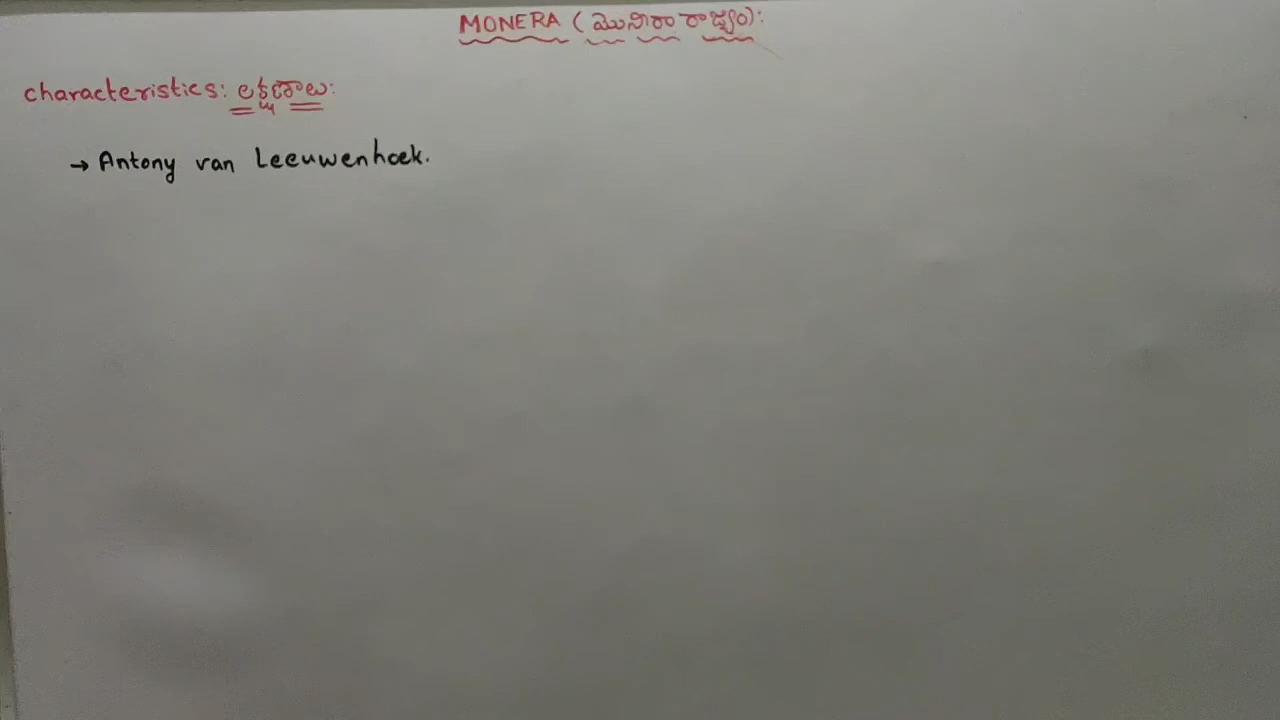 MONERA (మొనిరా రాజ్యం):
characteristics: లక్షణాలు:
→ Antony van Leeuwenhoek.